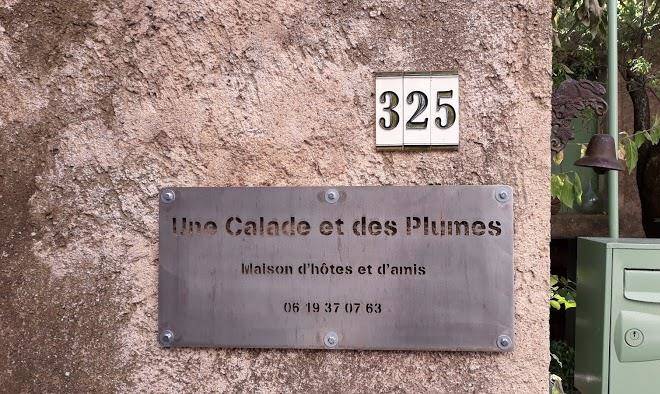 325
Une Calade et des Plumes
Maison d'hôtes et d'amis
06 19 37 07 63